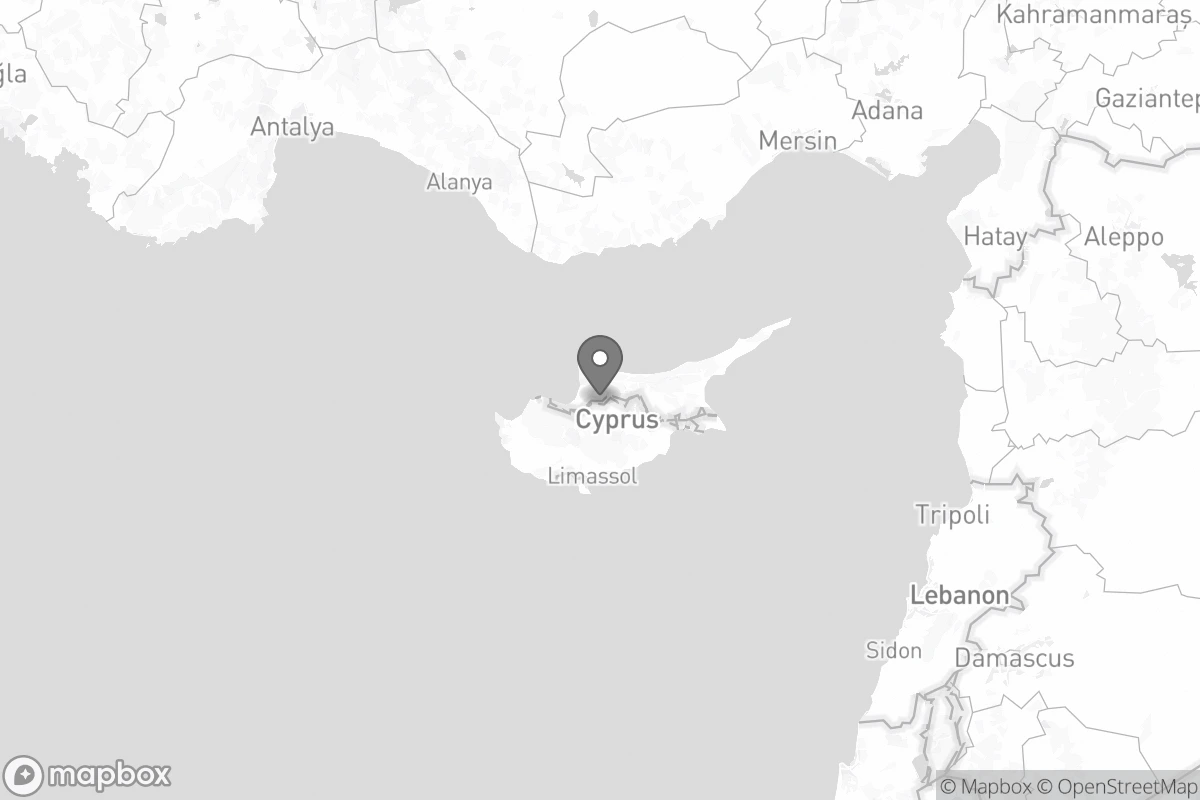 Kahramanmaraş
ğla
Gaziantep
Adana
Antalya
Mersin
Alanya
Hatay
Aleppo
Cyprus
Limassol
Tripoli
Lebanon
Sidon
Damascus
mapbox
© Mapbox © OpenStreetMap